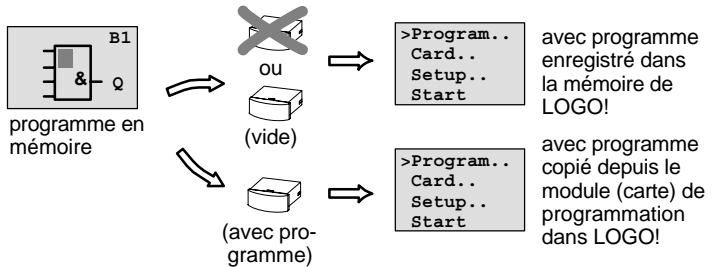 B1
&
Q
programme en
mémoire
ou
(vide)
>Program..
Card..
Setup..
Start
avec programme
enregistré dans
la mémoire de
LOGO!
(avec pro-
gramme)
>Program..
Card..
Setup..
Start
avec programme
copié depuis le
module (carte) de
programmation
dans LOGO!